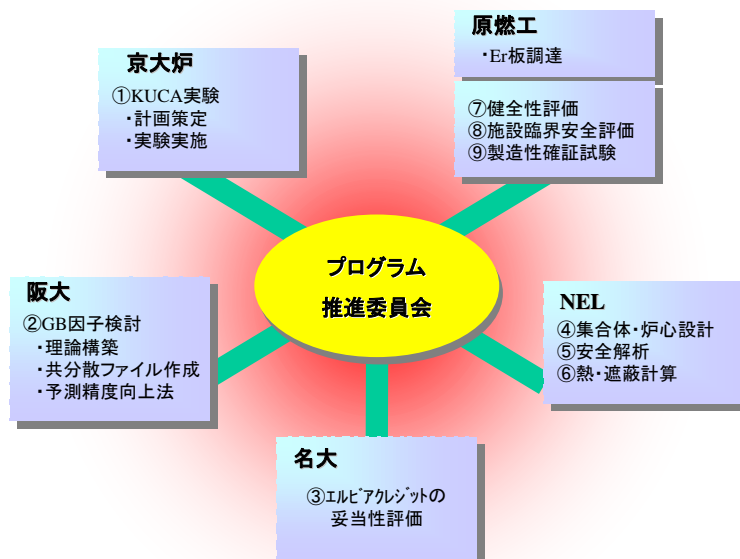 京大炉
①KUCA実験
・計画策定
・実験実施
原燃工
・Er板調達
⑦健全性評価
⑧施設臨界安全評価
⑨製造性確証試験
プログラム
推進委員会
阪大
②GB因子検討
・理論構築
・共分散ファイル作成
・予測精度向上法
NEL
④集合体・炉心設計
⑤安全解析
⑥熱・遮蔽計算
名大
③ｴﾙﾋﾞｱｸﾚｼﾞｯﾄの
妥当性評価